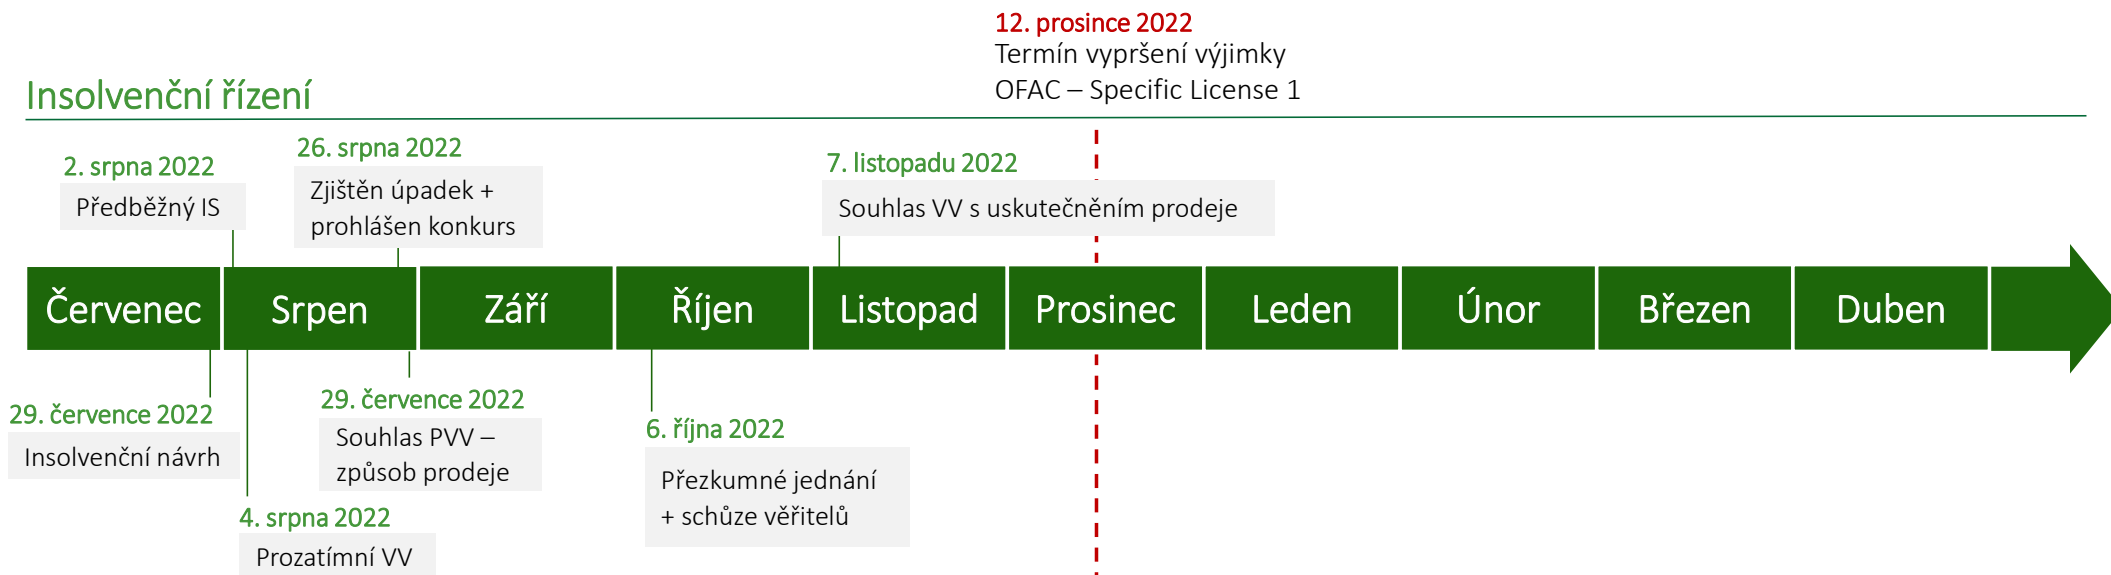 12. prosince 2022
Termín vypršení výjimky
OFAC – Specific License 1
Insolvenční řízení
2. srpna 2022
Předběžný IS
26. srpna 2022
Zjištěn úpadek +
prohlášen konkurs
7. listopadu 2022
Souhlas VV s uskutečněním prodeje
Červenec
Srpen
Září
Říjen
Listopad
Prosinec
Leden
Únor
Březen
Duben
29. července 2022
Insolvenční návrh
4. srpna 2022
Prozatímní VV
29. července 2022
Souhlas PVV –
způsob prodeje
6. října 2022
Přezkumné jednání
+ schůze věřitelů